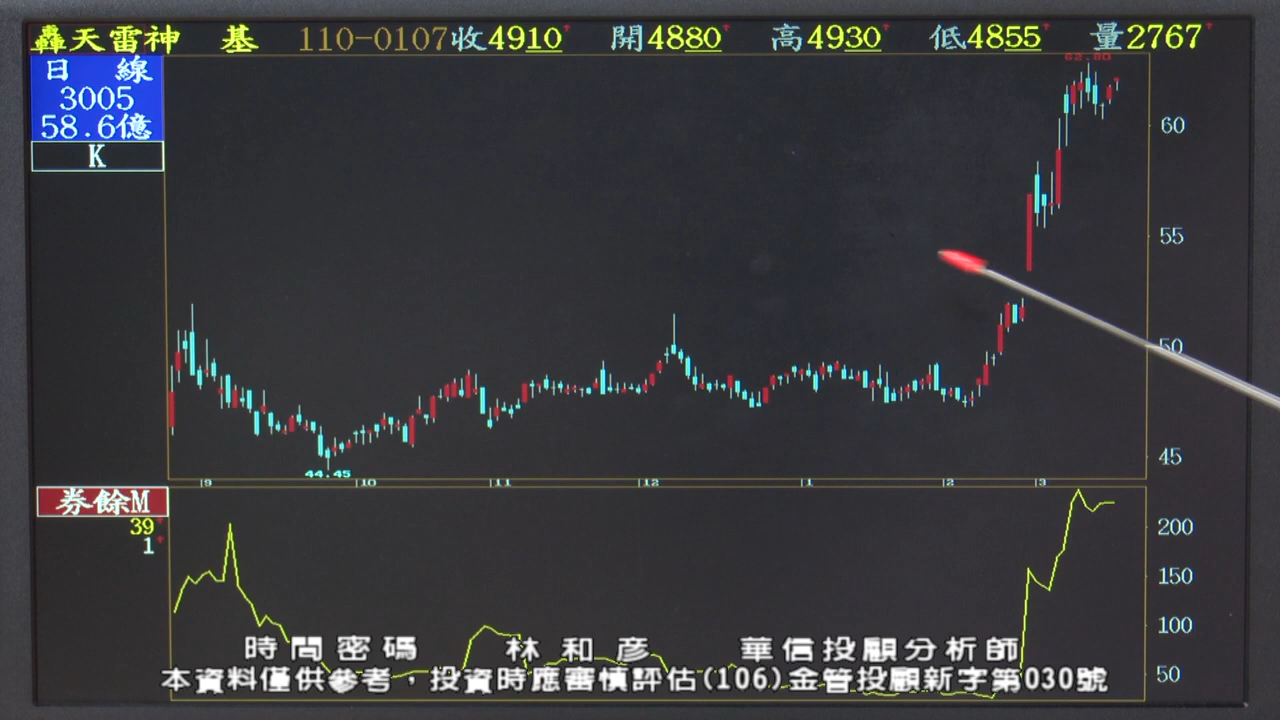 轟天雷神 基 110-0107收4910 開4880 高4930 低4855 量2767
日 線
3005
58.6億
K
62.80
60
55
50
45
44.45
9 10 11 12 1 2 3
券餘M
39
1
200
150
100
50
時間密碼 林和彥 華信投顧分析師
本資料僅供參考，投資時應審慎評估(106)金管投顧新字第030號